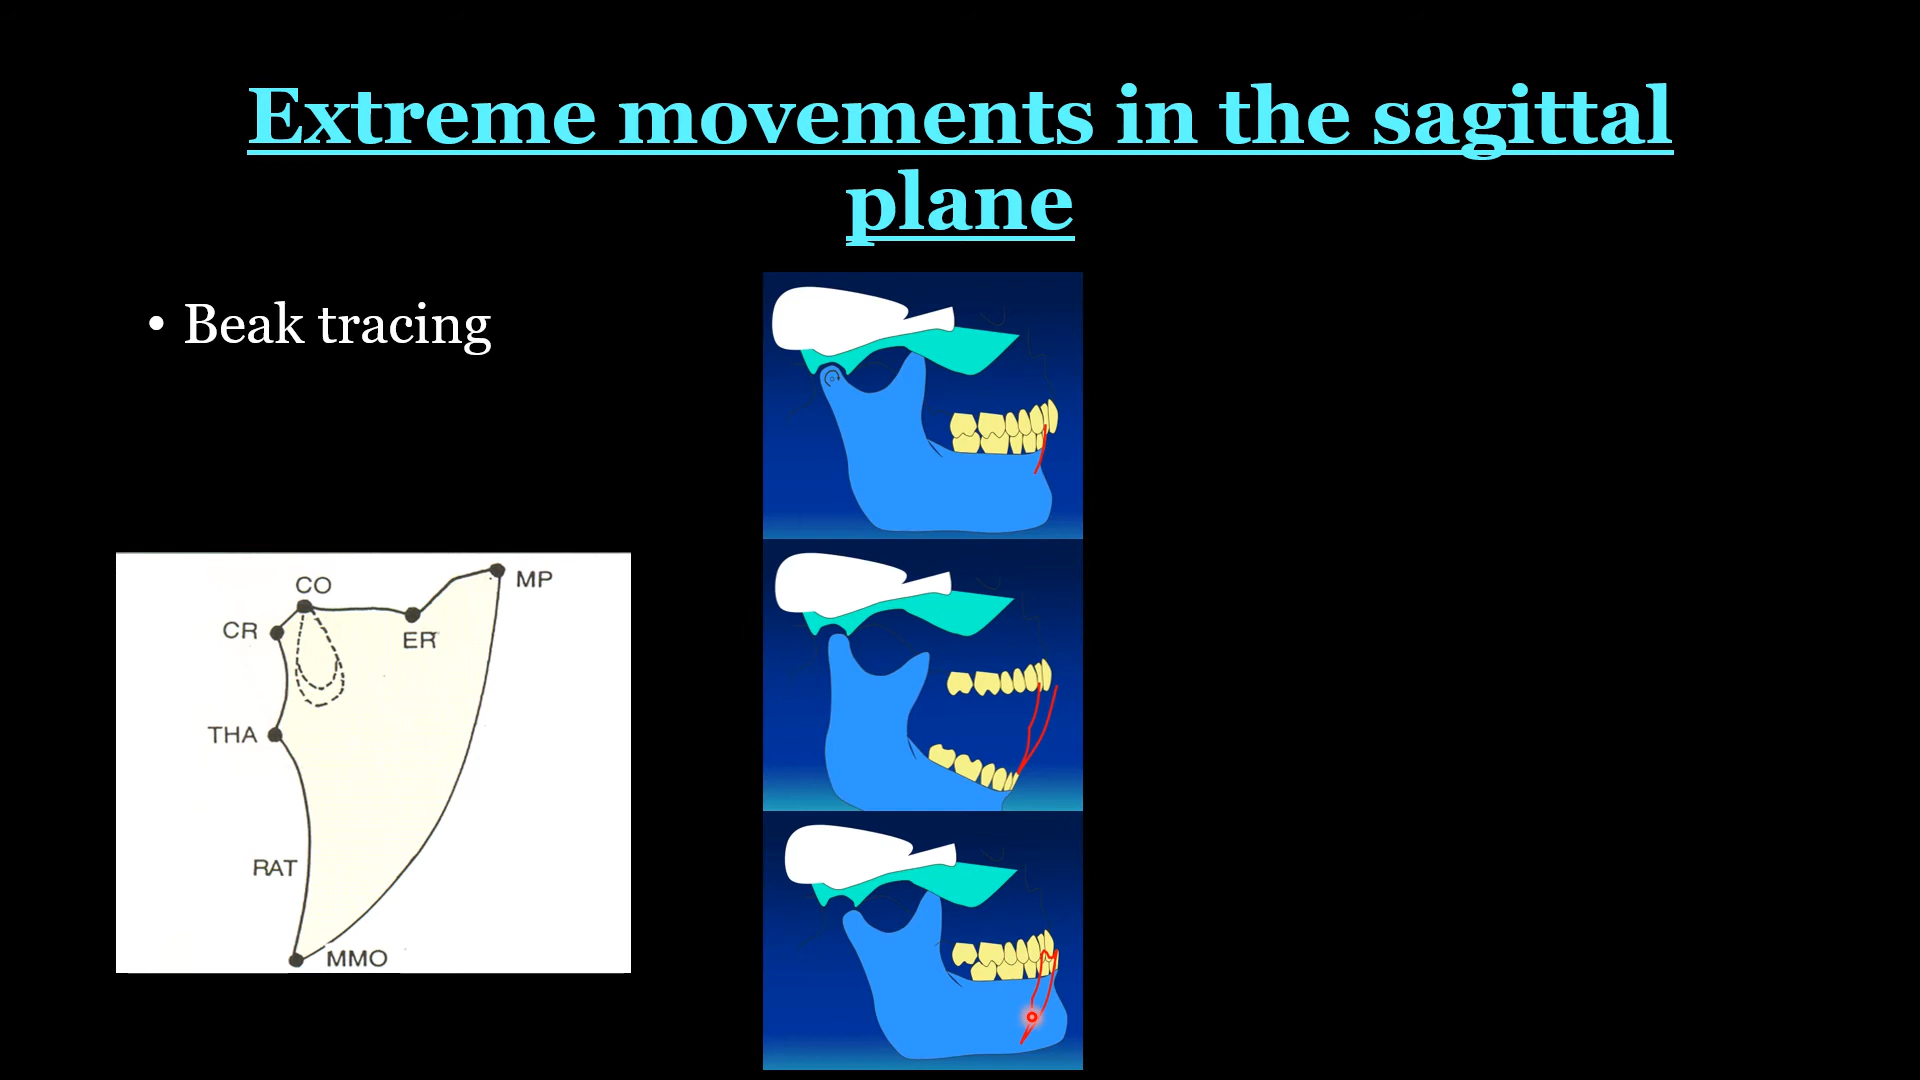 Extreme movements in the sagittal
plane
• Beak tracing
CO
MP
CR
ER
THA
RAT
MMO